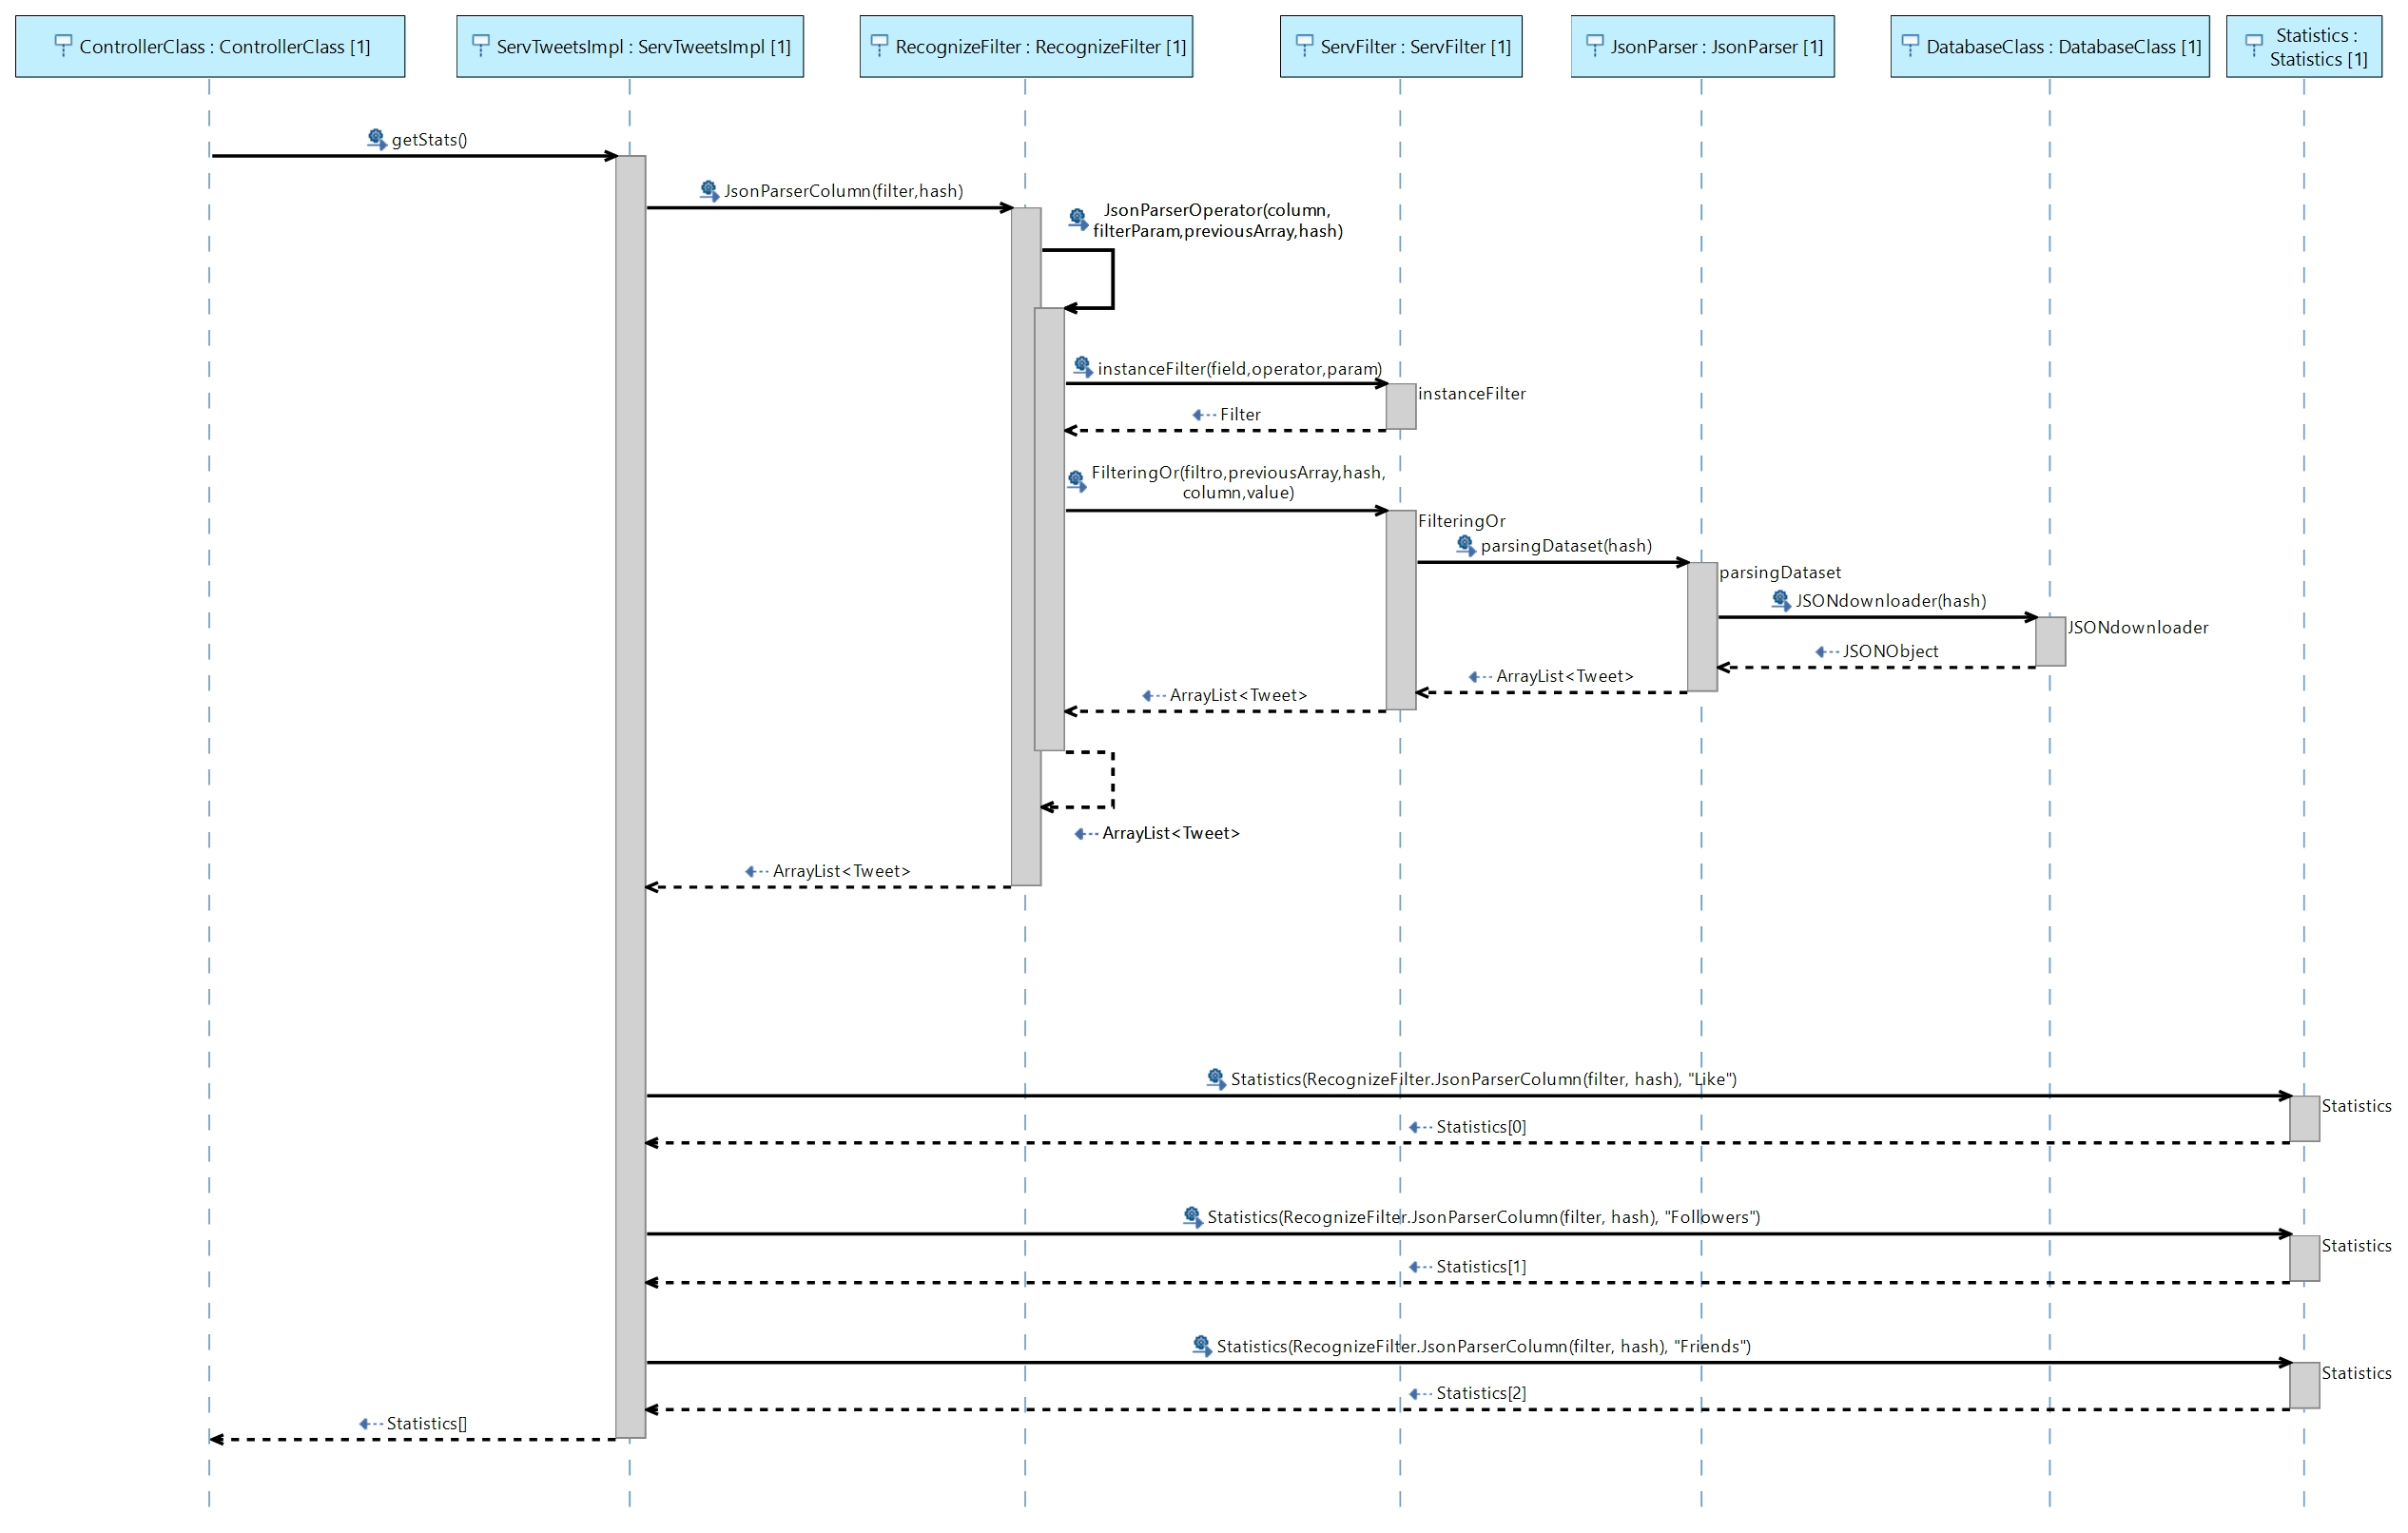 ControllerClass : ControllerClass [1]
ServTweetsImpl : ServTweetsImpl [1]
RecognizeFilter : RecognizeFilter [1]
ServFilter : ServFilter [1]
JsonParser : JsonParser [1]
DatabaseClass : DatabaseClass [1]
Statistics :
Statistics [1]
getStats()
JsonParserColumn(filter,hash)
JsonParserOperator(column,
filterParam,previousArray,hash)
instanceFilter(field,operator,param)
instanceFilter
Filter
FilteringOr(filtro,previousArray,hash,
column,value)
FilteringOr
parsingDataset(hash)
parsingDataset
JSONdownloader(hash)
JSONdownloader
JSONObject
ArrayList<Tweet>
ArrayList<Tweet>
ArrayList<Tweet>
ArrayList<Tweet>
Statistics(RecognizeFilter.JsonParserColumn(filter, hash), "Like")
Statistics
Statistics[0]
Statistics(RecognizeFilter.JsonParserColumn(filter, hash), "Followers")
Statistics
Statistics[1]
Statistics(RecognizeFilter.JsonParserColumn(filter, hash), "Friends")
Statistics
Statistics[2]
Statistics[]